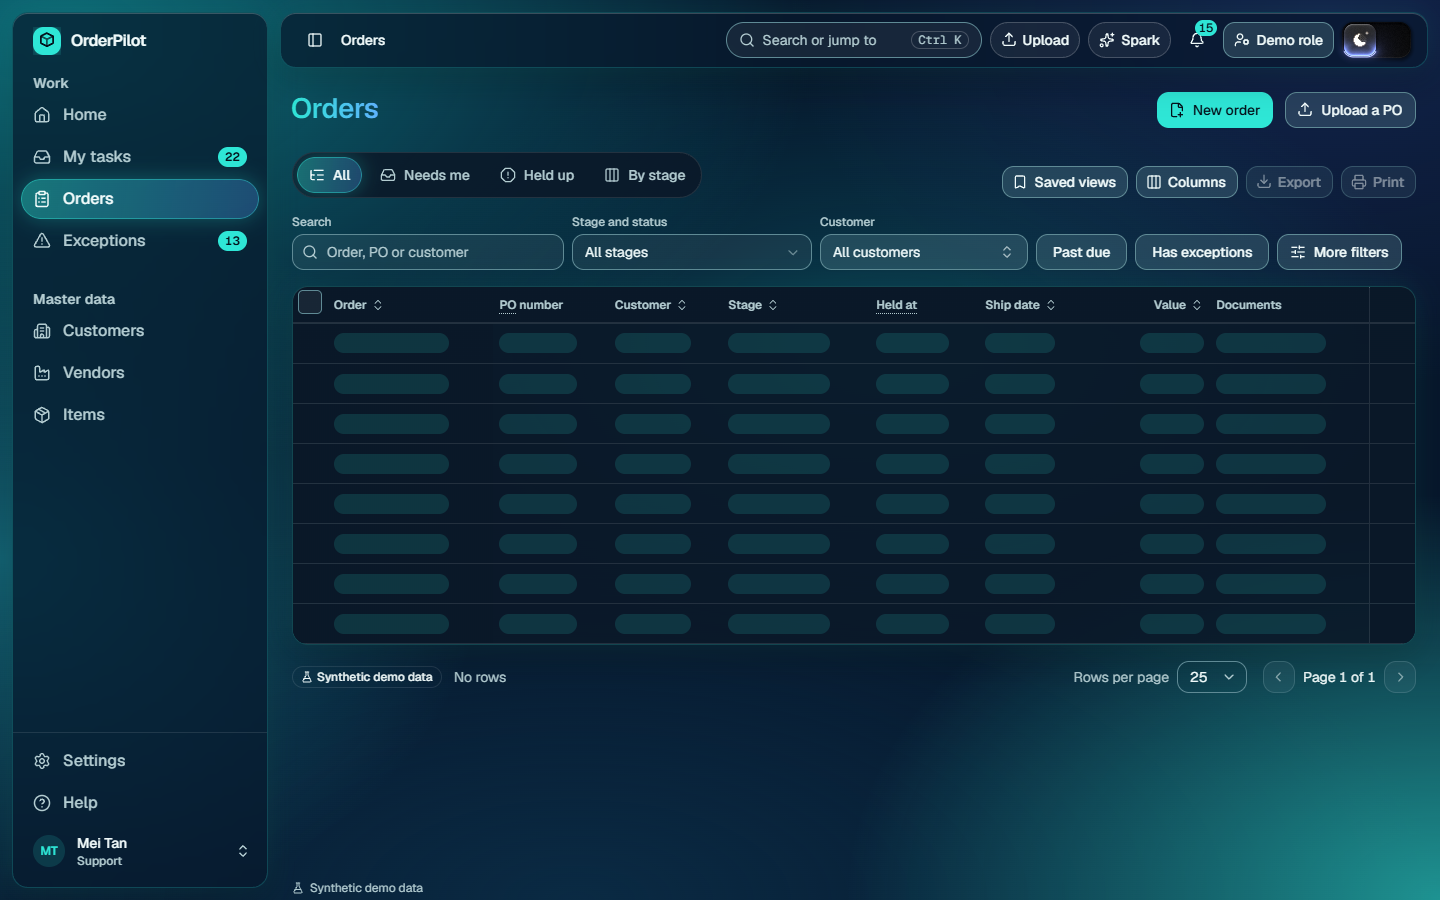 OrderPilot
Work
Home
My tasks 22
Orders
Exceptions 13
Master data
Customers
Vendors
Items
Settings
Help
MT Mei Tan
Support
Orders
Search or jump to Ctrl K
Upload
Spark
15
Demo role
Orders
New order
Upload a PO
All
Needs me
Held up
By stage
Saved views
Columns
Export
Print
Search
Order, PO or customer
Stage and status
All stages
Customer
All customers
Past due
Has exceptions
More filters
Order PO number Customer Stage Held at Ship date Value Documents
Synthetic demo data
No rows
Rows per page 25
Page 1 of 1
Synthetic demo data